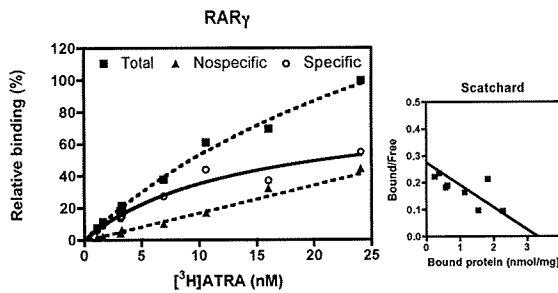 RARγ
Total Nospecific Specific
Relative binding (%)
120
100
80
60
40
20
0
0 5 10 15 20 25
[³H]ATRA (nM)
Scatchard
Bound/Free
0.5
0.4
0.3
0.2
0.1
0.0
0 1 2 3
Bound protein (nmol/mg)